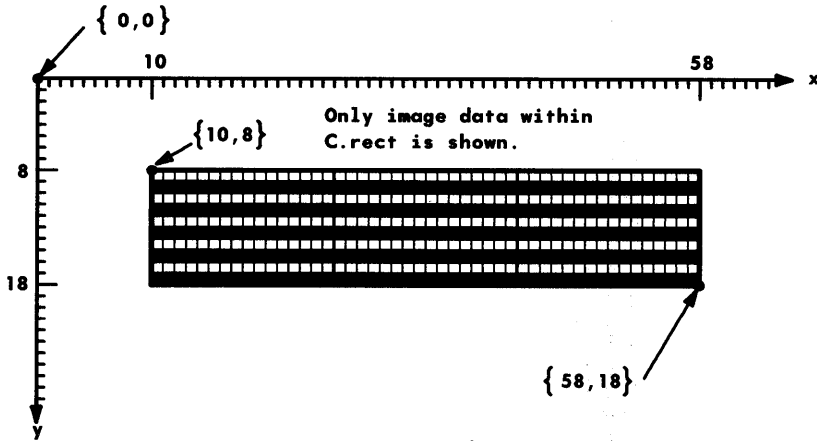 { 0,0}
10 58
x
Only image data within
C.rect is shown.
{10,8}
8
18
{ 58,18}
y